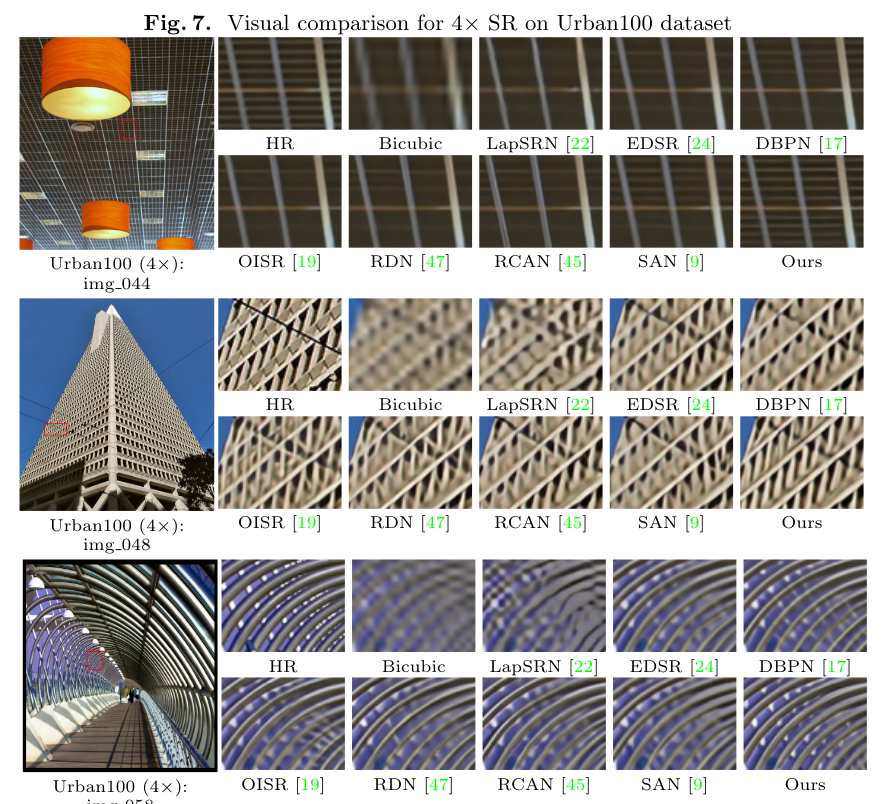 Fig. 7. Visual comparison for 4× SR on Urban100 dataset
HR Bicubic LapSRN [22] EDSR [24] DBPN [17]
OISR [19] RDN [47] RCAN [45] SAN [9] Ours
Urban100 (4×):
img_044
HR Bicubic LapSRN [22] EDSR [24] DBPN [17]
OISR [19] RDN [47] RCAN [45] SAN [9] Ours
Urban100 (4×):
img_048
HR Bicubic LapSRN [22] EDSR [24] DBPN [17]
OISR [19] RDN [47] RCAN [45] SAN [9] Ours
Urban100 (4×):
img_058